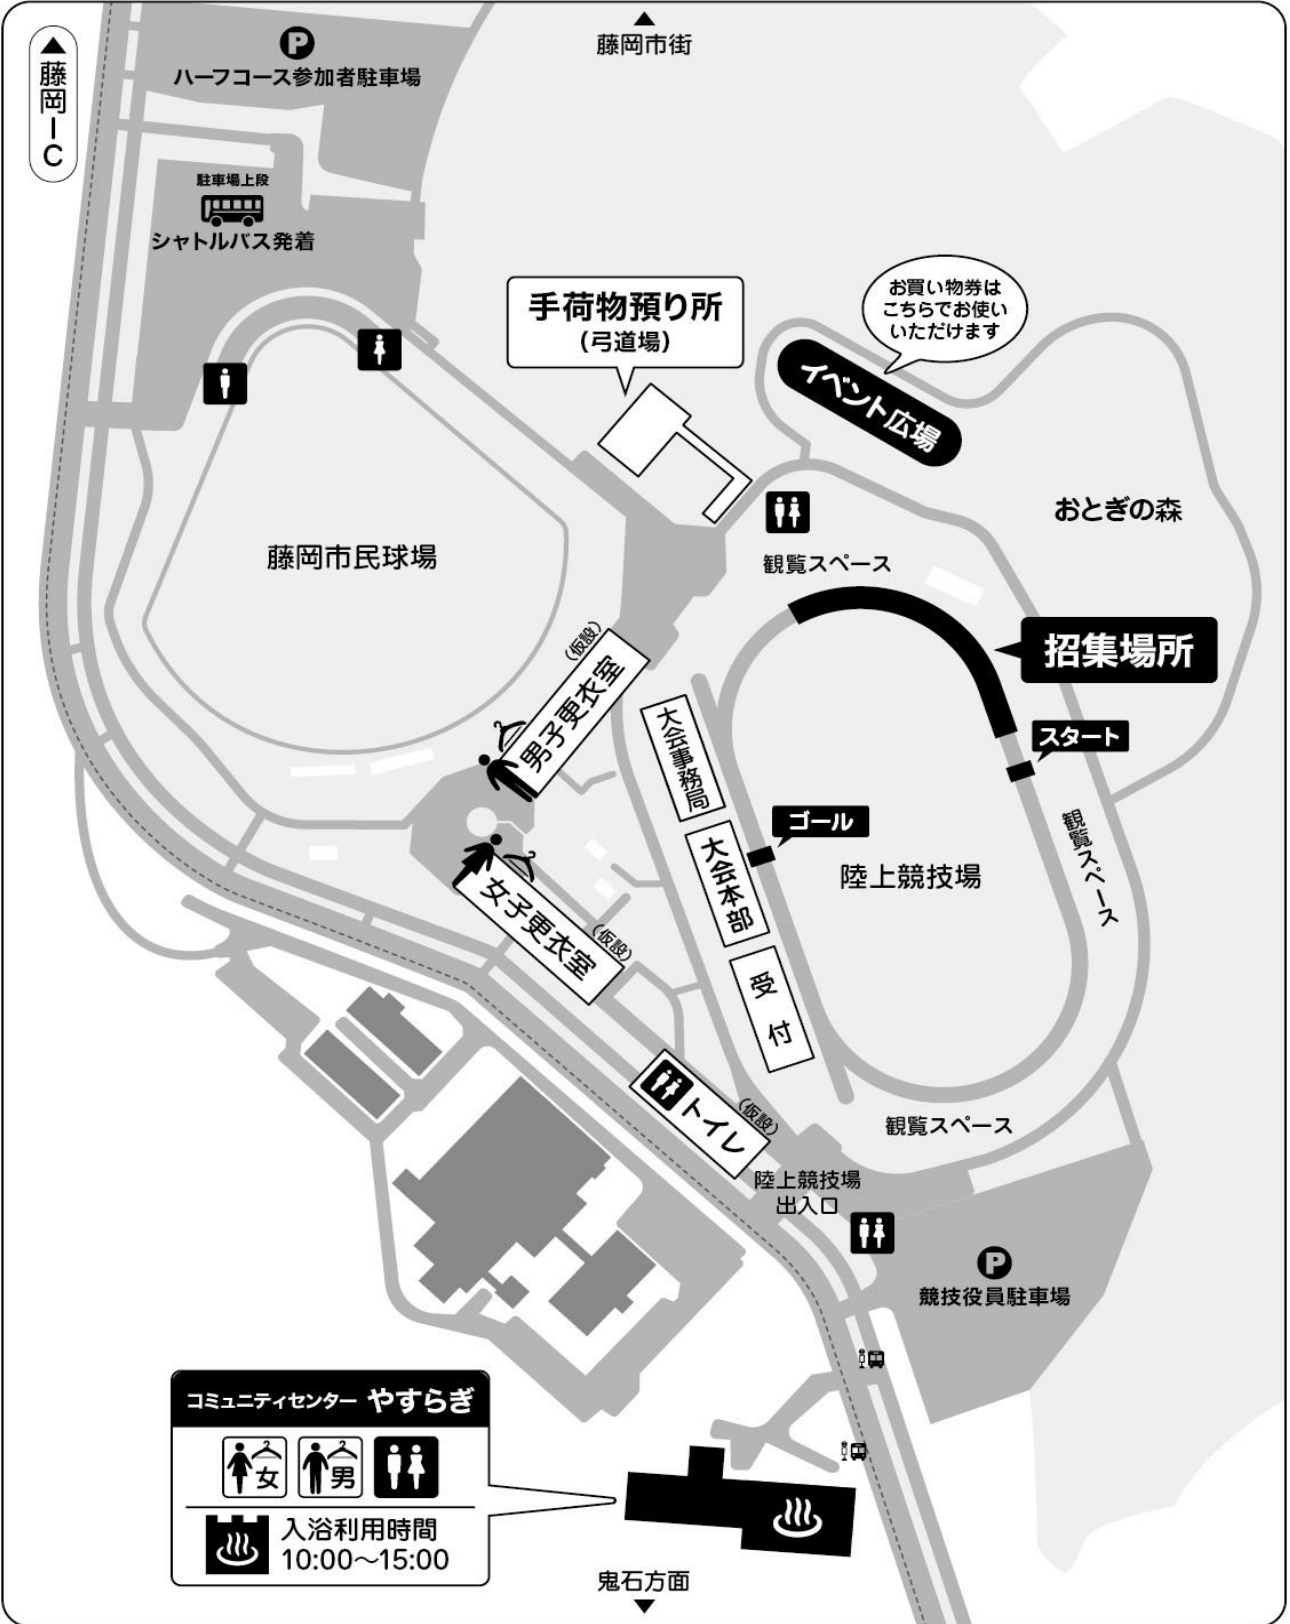 藤岡市街
藤岡IC
P
ハーフコース参加者駐車場
駐車場上段
シャトルバス発着
手荷物預り所
(弓道場)
お買い物券は
こちらでお使い
いただけます
イベント広場
おとぎの森
観覧スペース
藤岡市民球場
招集場所
スタート
(仮設)
男子更衣室
大会事務局
ゴール
大会本部
陸上競技場
観覧スペース
女子更衣室
(仮設)
受付
トイレ
(仮設)
観覧スペース
陸上競技場
出入口
P
競技役員駐車場
コミュニティセンター やすらぎ
女 男
入浴利用時間
10:00〜15:00
鬼石方面